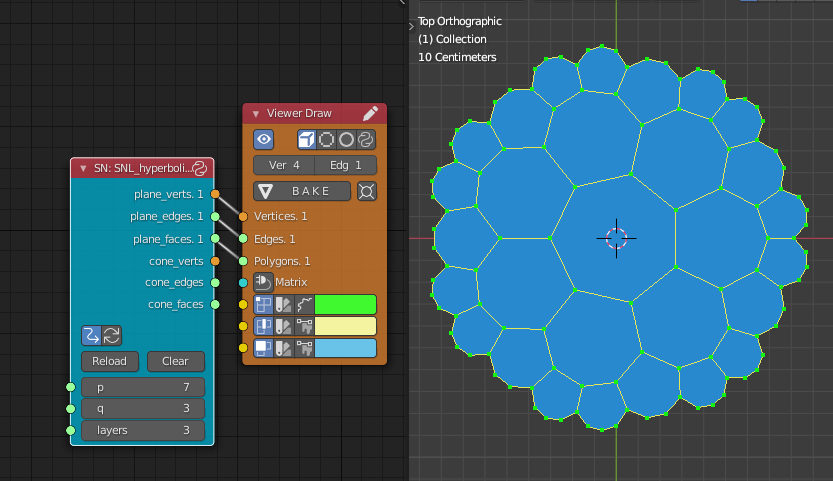 Top Orthographic
(1) Collection
10 Centimeters
Viewer Draw
Ver 4 Edg 1
BAKE
Vertices. 1
Edges. 1
Polygons. 1
Matrix
SN: SNL_hyperboli...
plane_verts. 1
plane_edges. 1
plane_faces. 1
cone_verts
cone_edges
cone_faces
Reload Clear
p 7
q 3
layers 3